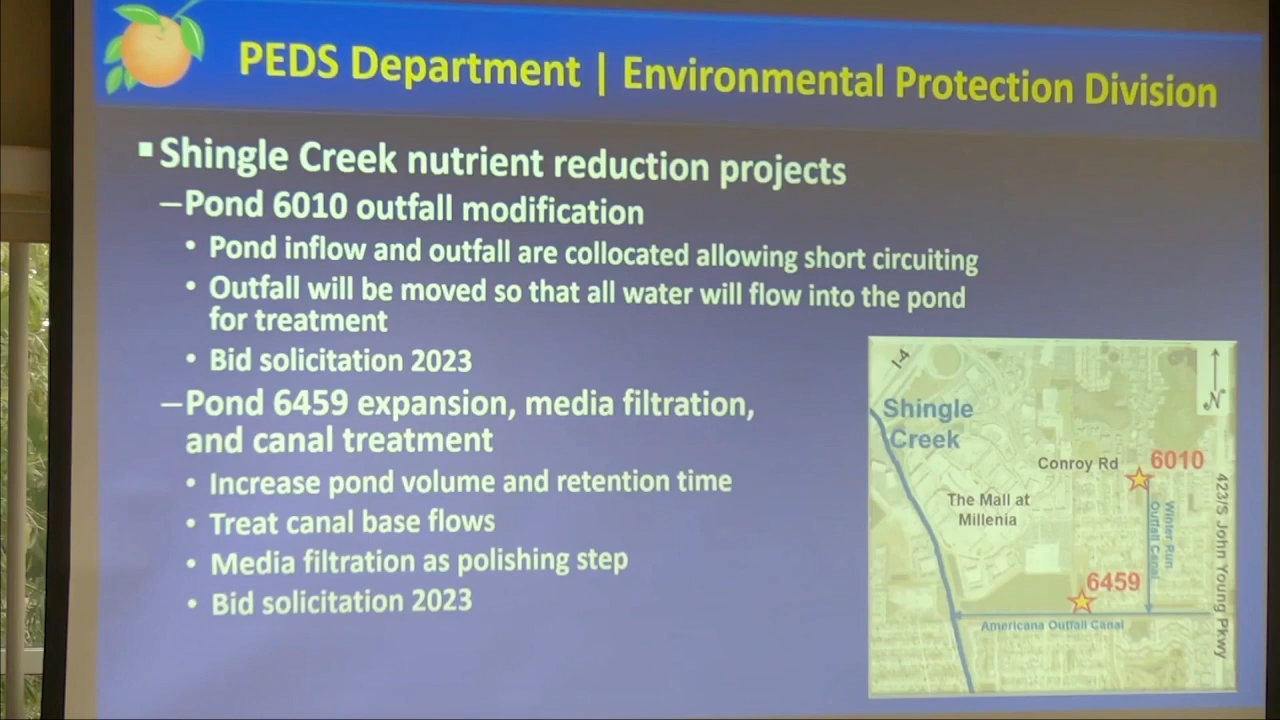 PEDS Department | Environmental Protection Division
▪ Shingle Creek nutrient reduction projects
–Pond 6010 outfall modification
• Pond inflow and outfall are collocated allowing short circuiting
• Outfall will be moved so that all water will flow into the pond
for treatment
• Bid solicitation 2023
–Pond 6459 expansion, media filtration,
and canal treatment
• Increase pond volume and retention time
• Treat canal base flows
• Media filtration as polishing step
• Bid solicitation 2023
I-4
N
Shingle
Creek
Conroy Rd
6010
The Mall at
Millenia
Winter Run
Outfall Canal
423/S John Young Pkwy
6459
Americana Outfall Canal